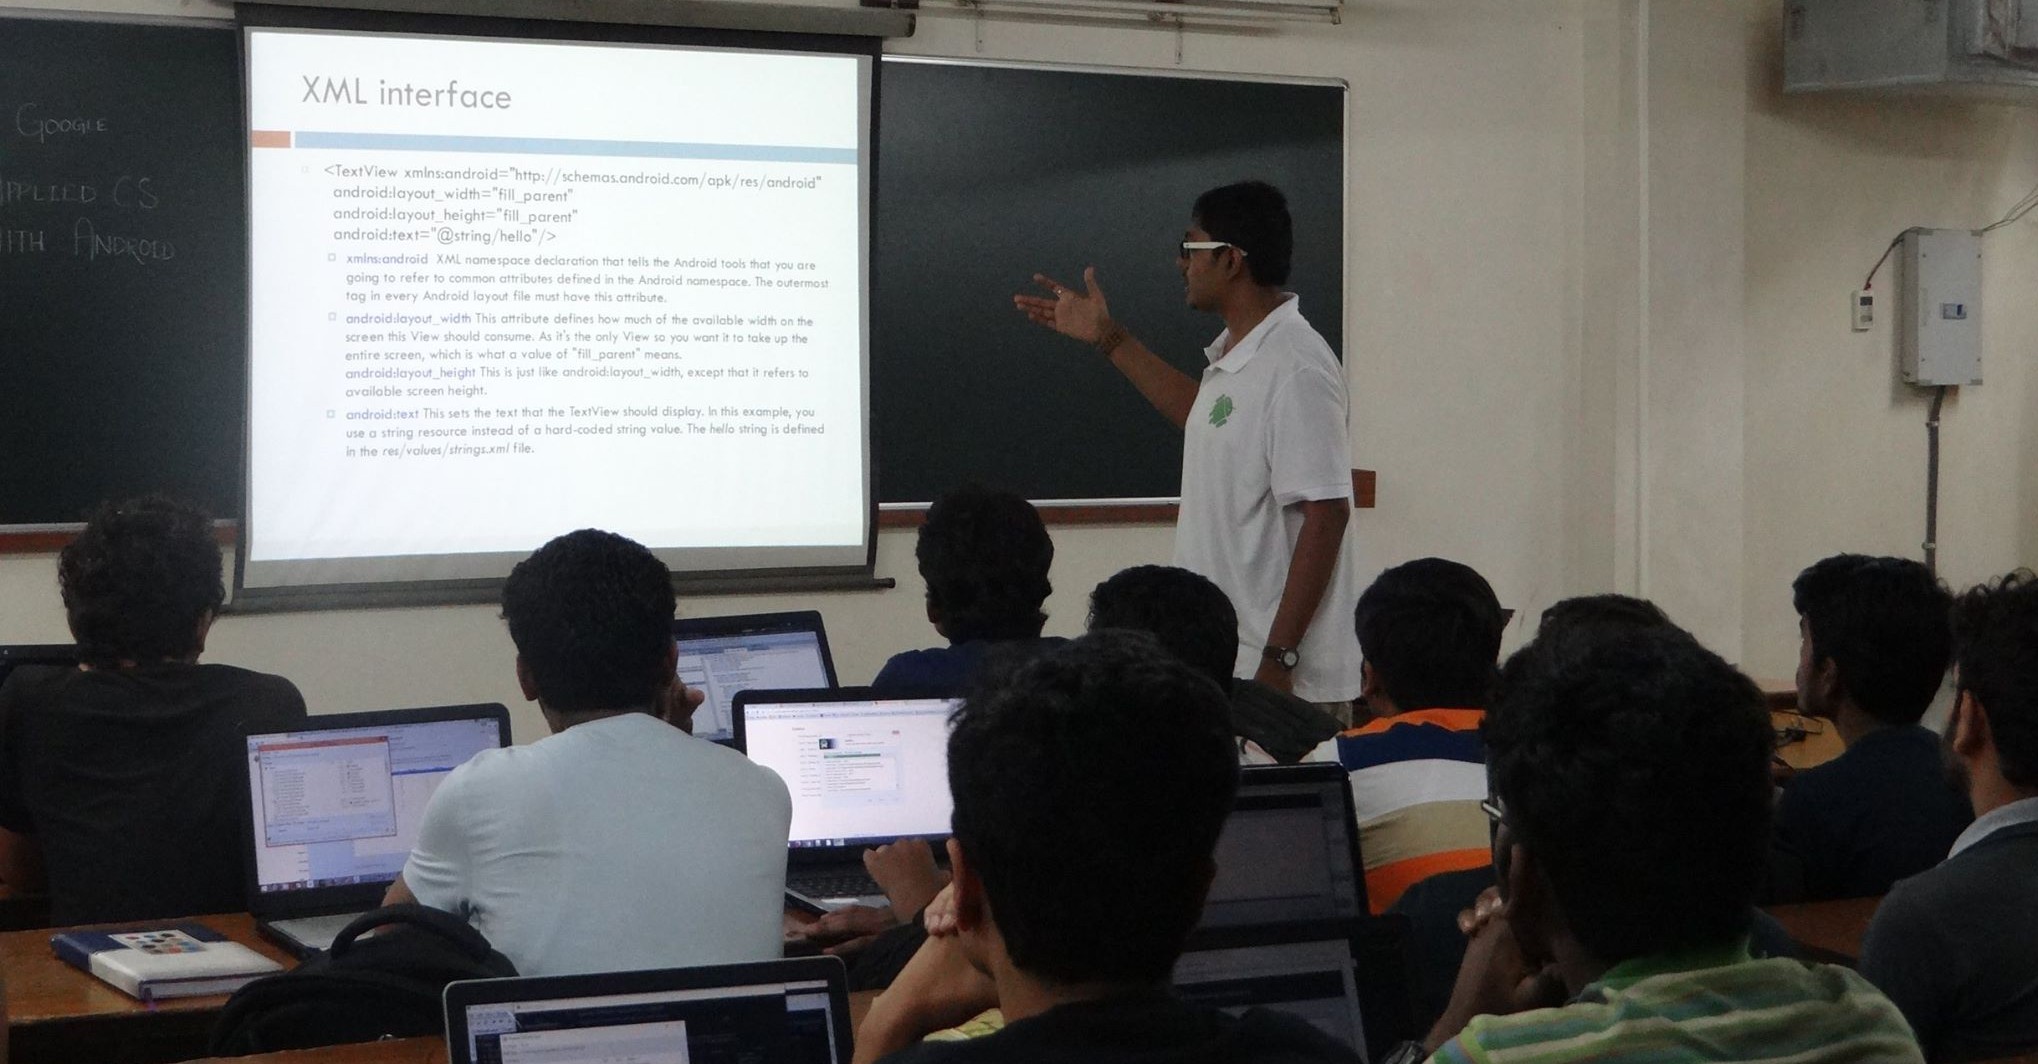 GOOGLE
APPLIED CS
WITH ANDROID
XML interface
<TextView xmlns:android="http://schemas.android.com/apk/res/android"
android:layout_width="fill_parent"
android:layout_height="fill_parent"
android:text="@string/hello"/>
xmlns:android XML namespace declaration that tells the Android tools that you are
going to refer to common attributes defined in the Android namespace. The outermost
tag in every Android layout file must have this attribute.
android:layout_width This attribute defines how much of the available width on the
screen this View should consume. As it's the only View so you want it to take up the
entire screen, which is what a value of "fill_parent" means.
android:layout_height This is just like android:layout_width, except that it refers to
available screen height.
android:text This sets the text that the TextView should display. In this example, you
use a string resource instead of a hard-coded string value. The hello string is defined
in the res/values/strings.xml file.